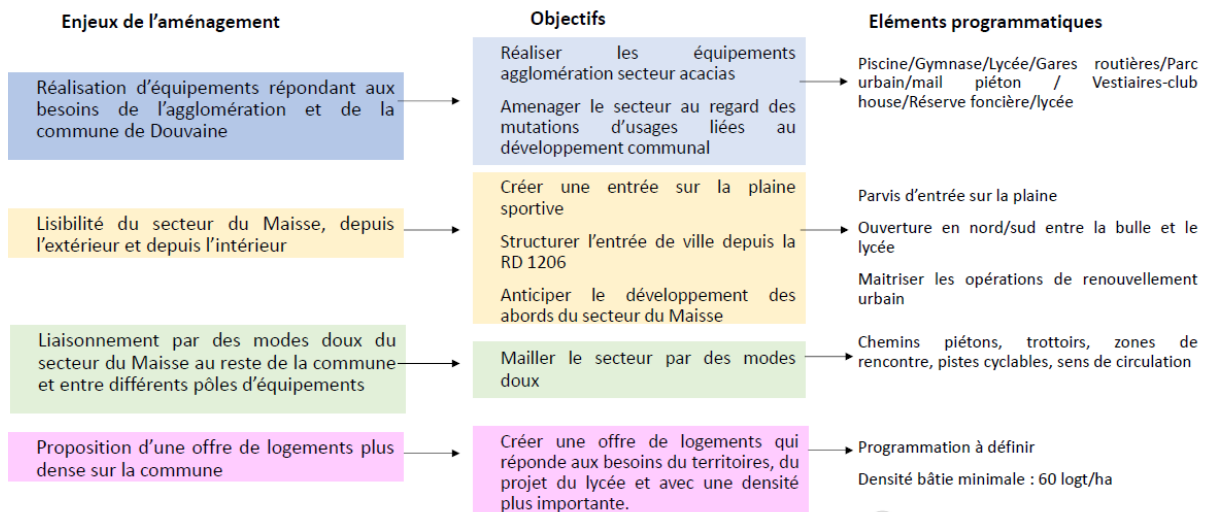 Enjeux de l’aménagement
Objectifs
Eléments programmatiques
Réalisation d’équipements répondant aux
besoins de l’agglomération et de la
commune de Douvaine
Réaliser les équipements
agglomération secteur acacias
Amenager le secteur au regard des
mutations d’usages liées au
développement communal
Piscine/Gymnase/Lycée/Gares routières/Parc
urbain/mail piéton / Vestiaires-club
house/Réserve foncière/lycée
Lisibilité du secteur du Maisse, depuis
l’extérieur et depuis l’intérieur
Créer une entrée sur la plaine
sportive
Structurer l’entrée de ville depuis la
RD 1206
Anticiper le développement des
abords du secteur du Maisse
Parvis d’entrée sur la plaine
Ouverture en nord/sud entre la bulle et le
lycée
Maitriser les opérations de renouvellement
urbain
Liaisonnement par des modes doux du
secteur du Maisse au reste de la commune
et entre différents pôles d’équipements
Mailler le secteur par des modes
doux
Chemins piétons, trottoirs, zones de
rencontre, pistes cyclables, sens de circulation
Proposition d’une offre de logements plus
dense sur la commune
Créer une offre de logements qui
réponde aux besoins du territoires, du
projet du lycée et avec une densité
plus importante.
Programmation à définir
Densité bâtie minimale : 60 logt/ha